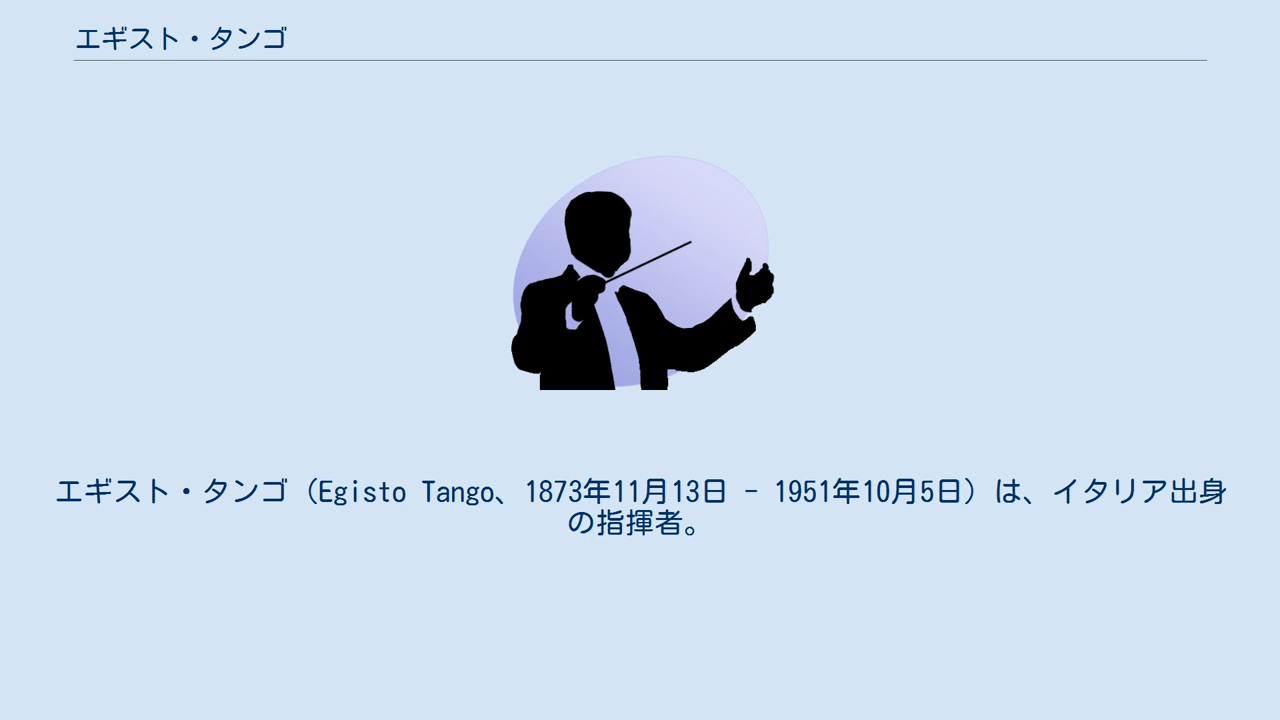 エギスト・タンゴ
エギスト・タンゴ（Egisto Tango、1873年11月13日 - 1951年10月5日）は、イタリア出身
の指揮者。